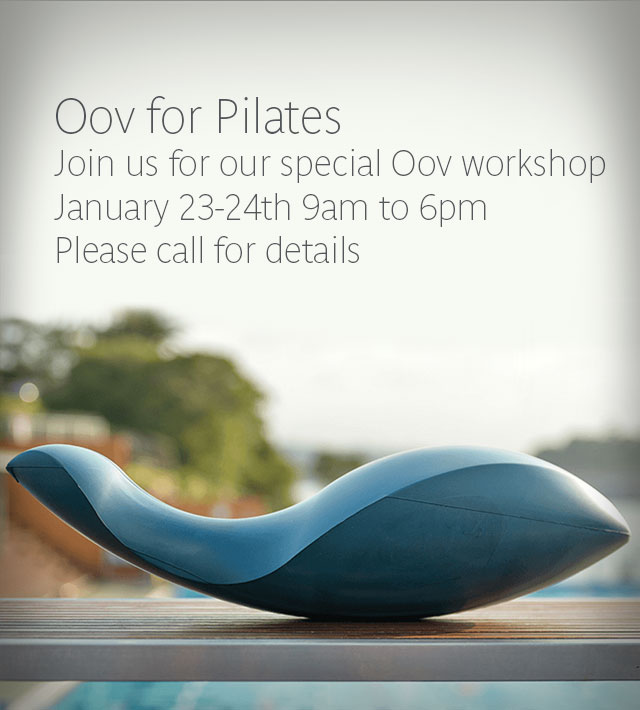 Oov for Pilates
Join us for our special Oov workshop
January 23-24th 9am to 6pm
Please call for details